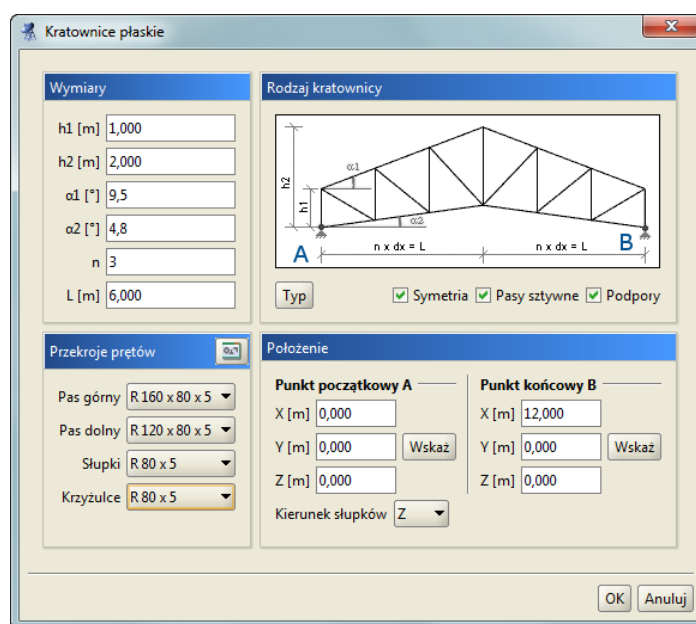 Kratownice płaskie
Wymiary
h1 [m] 1,000
h2 [m] 2,000
α1 [°] 9,5
α2 [°] 4,8
n 3
L [m] 6,000
Rodzaj kratownicy
h2
h1
α1
α2
A
B
n x dx = L
n x dx = L
Typ
Symetria
Pasy sztywne
Podpory
Przekroje prętów
Pas górny R 160 x 80 x 5
Pas dolny R 120 x 80 x 5
Słupki R 80 x 5
Krzyżulce R 80 x 5
Położenie
Punkt początkowy A
X [m] 0,000
Y [m] 0,000 Wskaż
Z [m] 0,000
Kierunek słupków Z
Punkt końcowy B
X [m] 12,000
Y [m] 0,000 Wskaż
Z [m] 0,000
OK
Anuluj